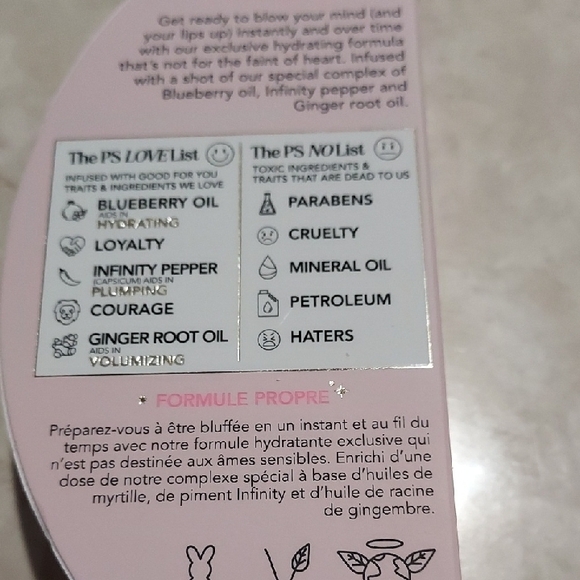 Get ready to blow your mind (and
your lips up) instantly and over time
with our exclusive hydrating formula
that's not for the faint of heart. Infused
with a shot of our special complex of
Blueberry oil, Infinity pepper and
Ginger root oil.
The PS LOVE List
INFUSED WITH GOOD FOR YOU
TRAITS & INGREDIENTS WE LOVE
BLUEBERRY OIL
AIDS IN
HYDRATING
LOYALTY
INFINITY PEPPER
(CAPSICUM) AIDS IN
PLUMPING
COURAGE
GINGER ROOT OIL
AIDS IN
VOLUMIZING
The PS NO List
TOXIC INGREDIENTS &
TRAITS THAT ARE DEAD TO US
PARABENS
CRUELTY
MINERAL OIL
PETROLEUM
HATERS
FORMULE PROPRE
Préparez-vous à être bluffée en un instant et au fil du
temps avec notre formule hydratante exclusive qui
n'est pas destinée aux âmes sensibles. Enrichi d'une
dose de notre complexe spécial à base d'huiles de
myrtille, de piment Infinity et d'huile de racine
de gingembre.